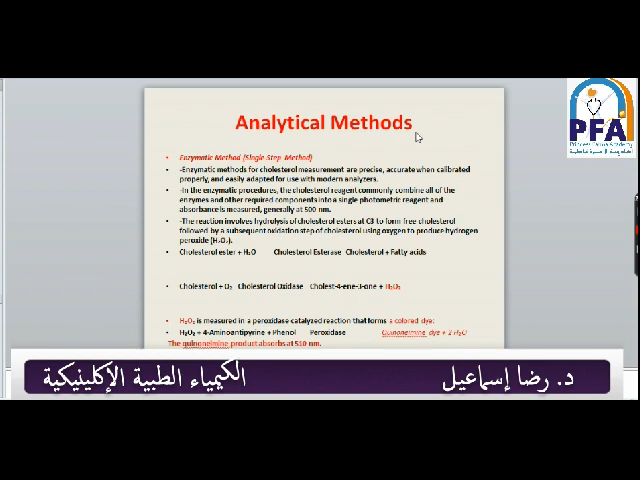 PFA
Princess Fatima Academy
Analytical Methods
• Enzymatic Method (Single-Step Method)
• -Enzymatic methods for cholesterol measurement are precise, accurate when calibrated
properly, and easily adapted for use with modern analyzers.
• -In the enzymatic procedures, the cholesterol reagent commonly combine all of the
enzymes and other required components into a single photometric reagent and
absorbance is measured, generally at 500 nm.
• -The reaction involves hydrolysis of cholesterol esters at C3 to form free cholesterol
followed by a subsequent oxidation step of cholesterol using oxygen to produce hydrogen
peroxide (H₂O₂).
• Cholesterol ester + H₂O Cholesterol Esterase Cholesterol + Fatty acids
• Cholesterol + O₂ Cholesterol Oxidase Cholest-4-ene-3-one + H₂O₂
• H₂O₂ is measured in a peroxidase catalyzed reaction that forms a colored dye:
• H₂O₂ + 4-Aminoantipyrine + Phenol Peroxidase Quinoneimine dye + 2 H₂O
The quinoneimine product absorbs at 510 nm.
د. رضا إسماعيل
الكيمياء الطبية الإكلينيكية